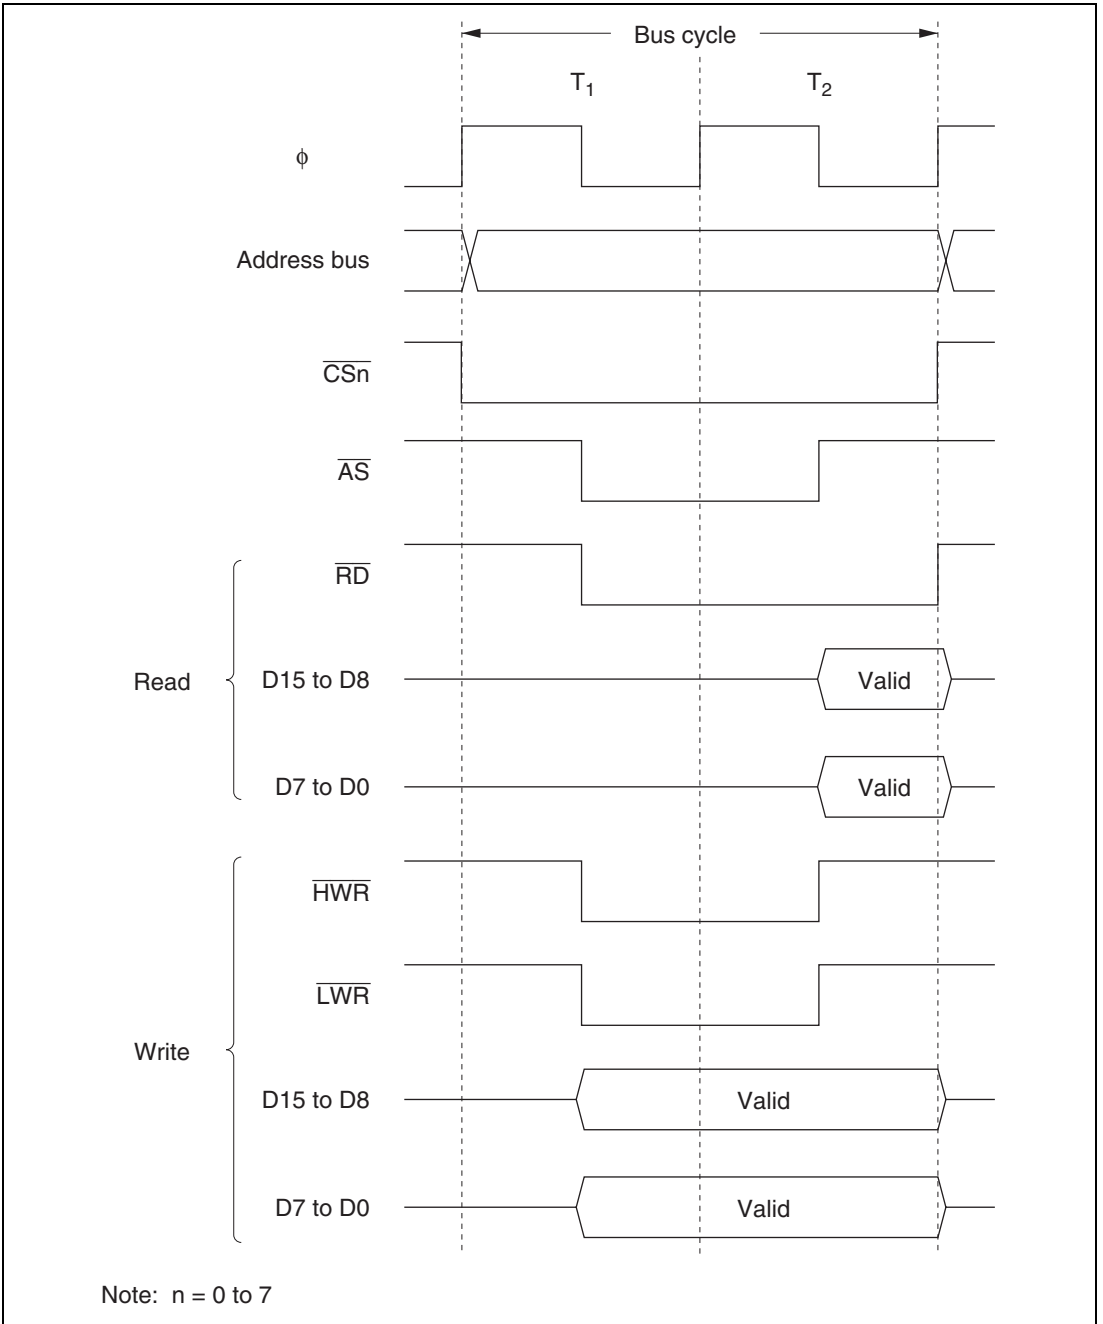 Bus cycle
T1 T2
ϕ
Address bus
CSn
AS
RD
Read
D15 to D8 Valid
D7 to D0 Valid
HWR
LWR
Write
D15 to D8 Valid
D7 to D0 Valid
Note: n = 0 to 7